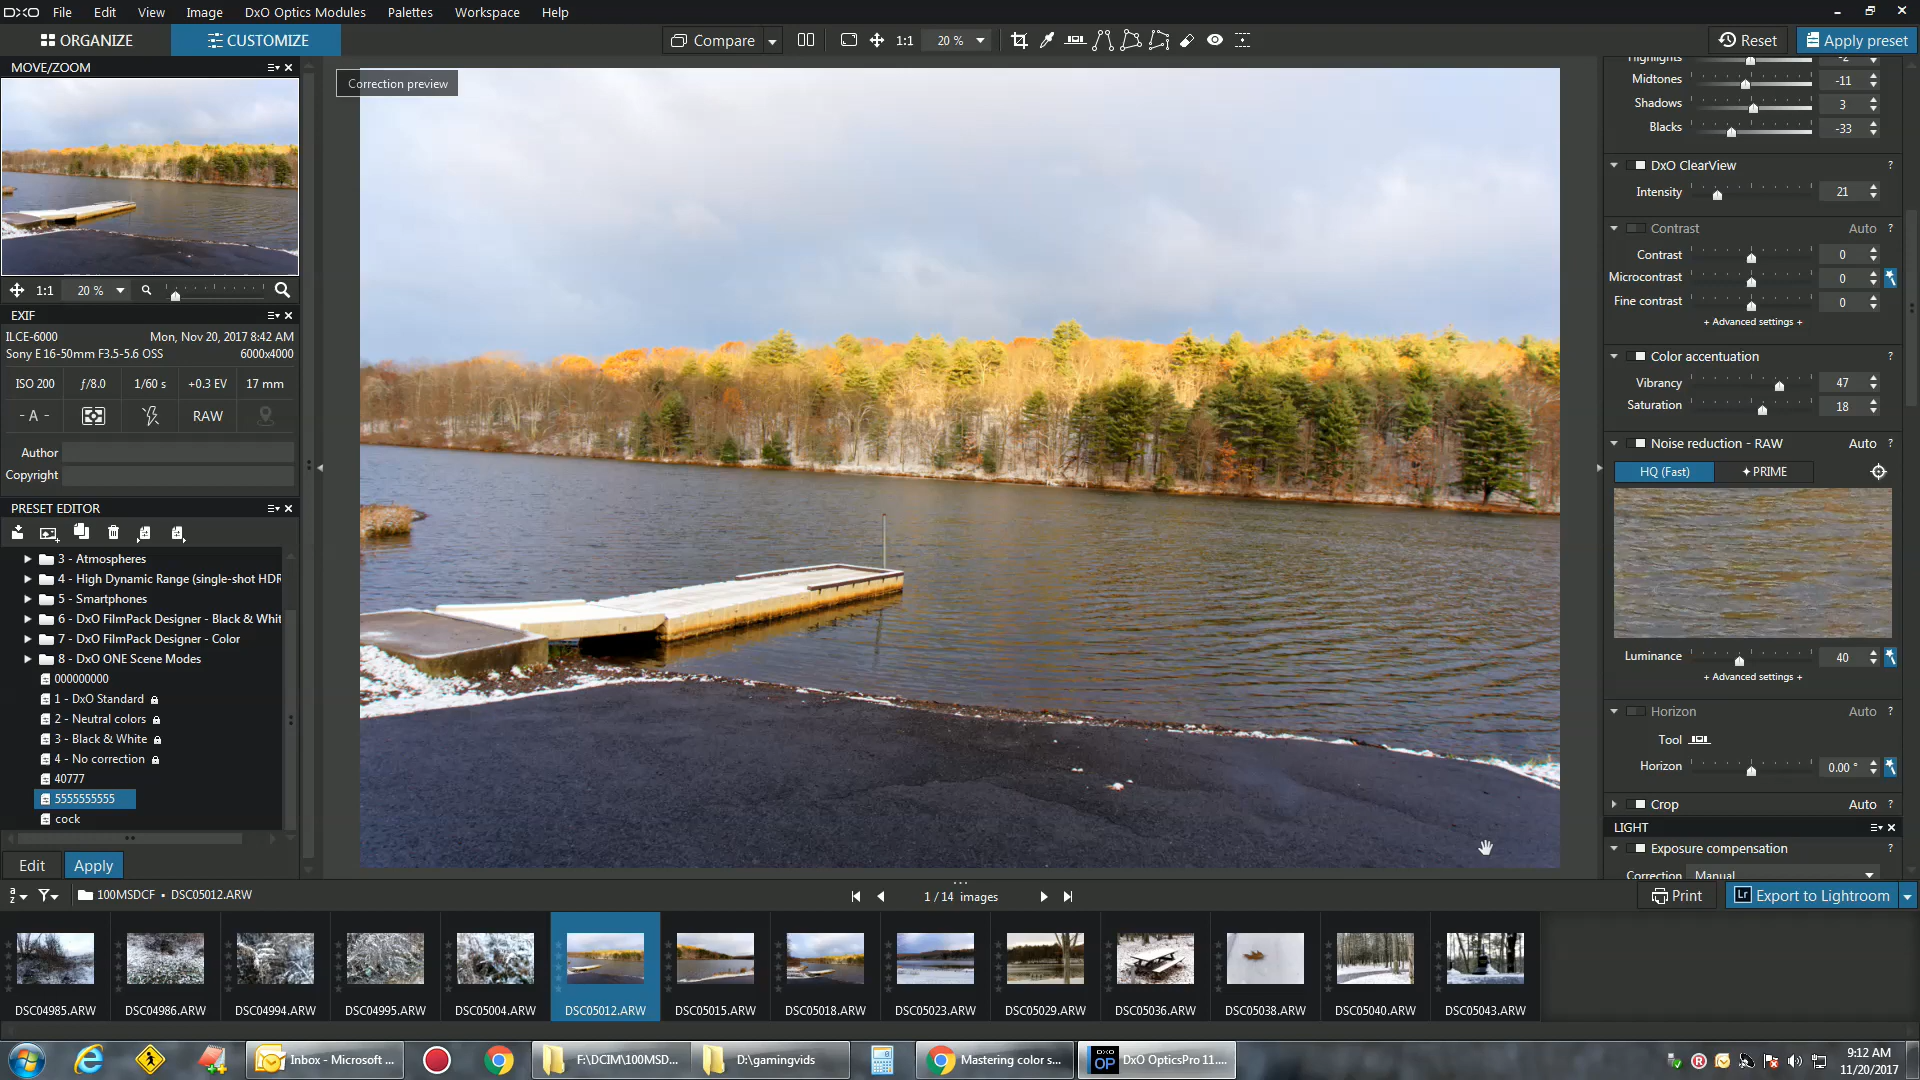 DXO File Edit View Image DxO Optics Modules Palettes Workspace Help
ORGANIZE CUSTOMIZE Compare 1:1 20 % Reset Apply preset
MOVE/ZOOM
Correction preview
1:1 20 %
EXIF
ILCE-6000 Mon, Nov 20, 2017 8:42 AM
Sony E 16-50mm F3.5-5.6 OSS 6000x4000
ISO 200 ƒ/8.0 1/60 s +0.3 EV 17 mm
- A - RAW
Author
Copyright
PRESET EDITOR
3 - Atmospheres
4 - High Dynamic Range (single-shot HDR
5 - Smartphones
6 - DxO FilmPack Designer - Black & Whit
7 - DxO FilmPack Designer - Color
8 - DxO ONE Scene Modes
000000000
1 - DxO Standard
2 - Neutral colors
3 - Black & White
4 - No correction
40777
5555555555
cock
Edit Apply
Highlights -2
Midtones -11
Shadows 3
Blacks -33
DxO ClearView ?
Intensity 21
Contrast Auto ?
Contrast 0
Microcontrast 0
Fine contrast 0
+ Advanced settings +
Color accentuation ?
Vibrancy 47
Saturation 18
Noise reduction - RAW Auto ?
HQ (Fast) PRIME
Luminance 40
+ Advanced settings +
Horizon Auto ?
Tool
Horizon 0.00 °
Crop Auto ?
LIGHT
Exposure compensation ?
Correction Manual
a z 100MSDCF • DSC05012.ARW 1 / 14 images Print Lr Export to Lightroom
DSC04985.ARW DSC04986.ARW DSC04994.ARW DSC04995.ARW DSC05004.ARW DSC05012.ARW DSC05015.ARW DSC05018.ARW DSC05023.ARW DSC05029.ARW DSC05036.ARW DSC05038.ARW DSC05040.ARW DSC05043.ARW
Inbox - Microsoft ... F:\DCIM\100MSD... D:\gamingvids Mastering color s... DXO OP DxO OpticsPro 11....
9:12 AM
11/20/2017